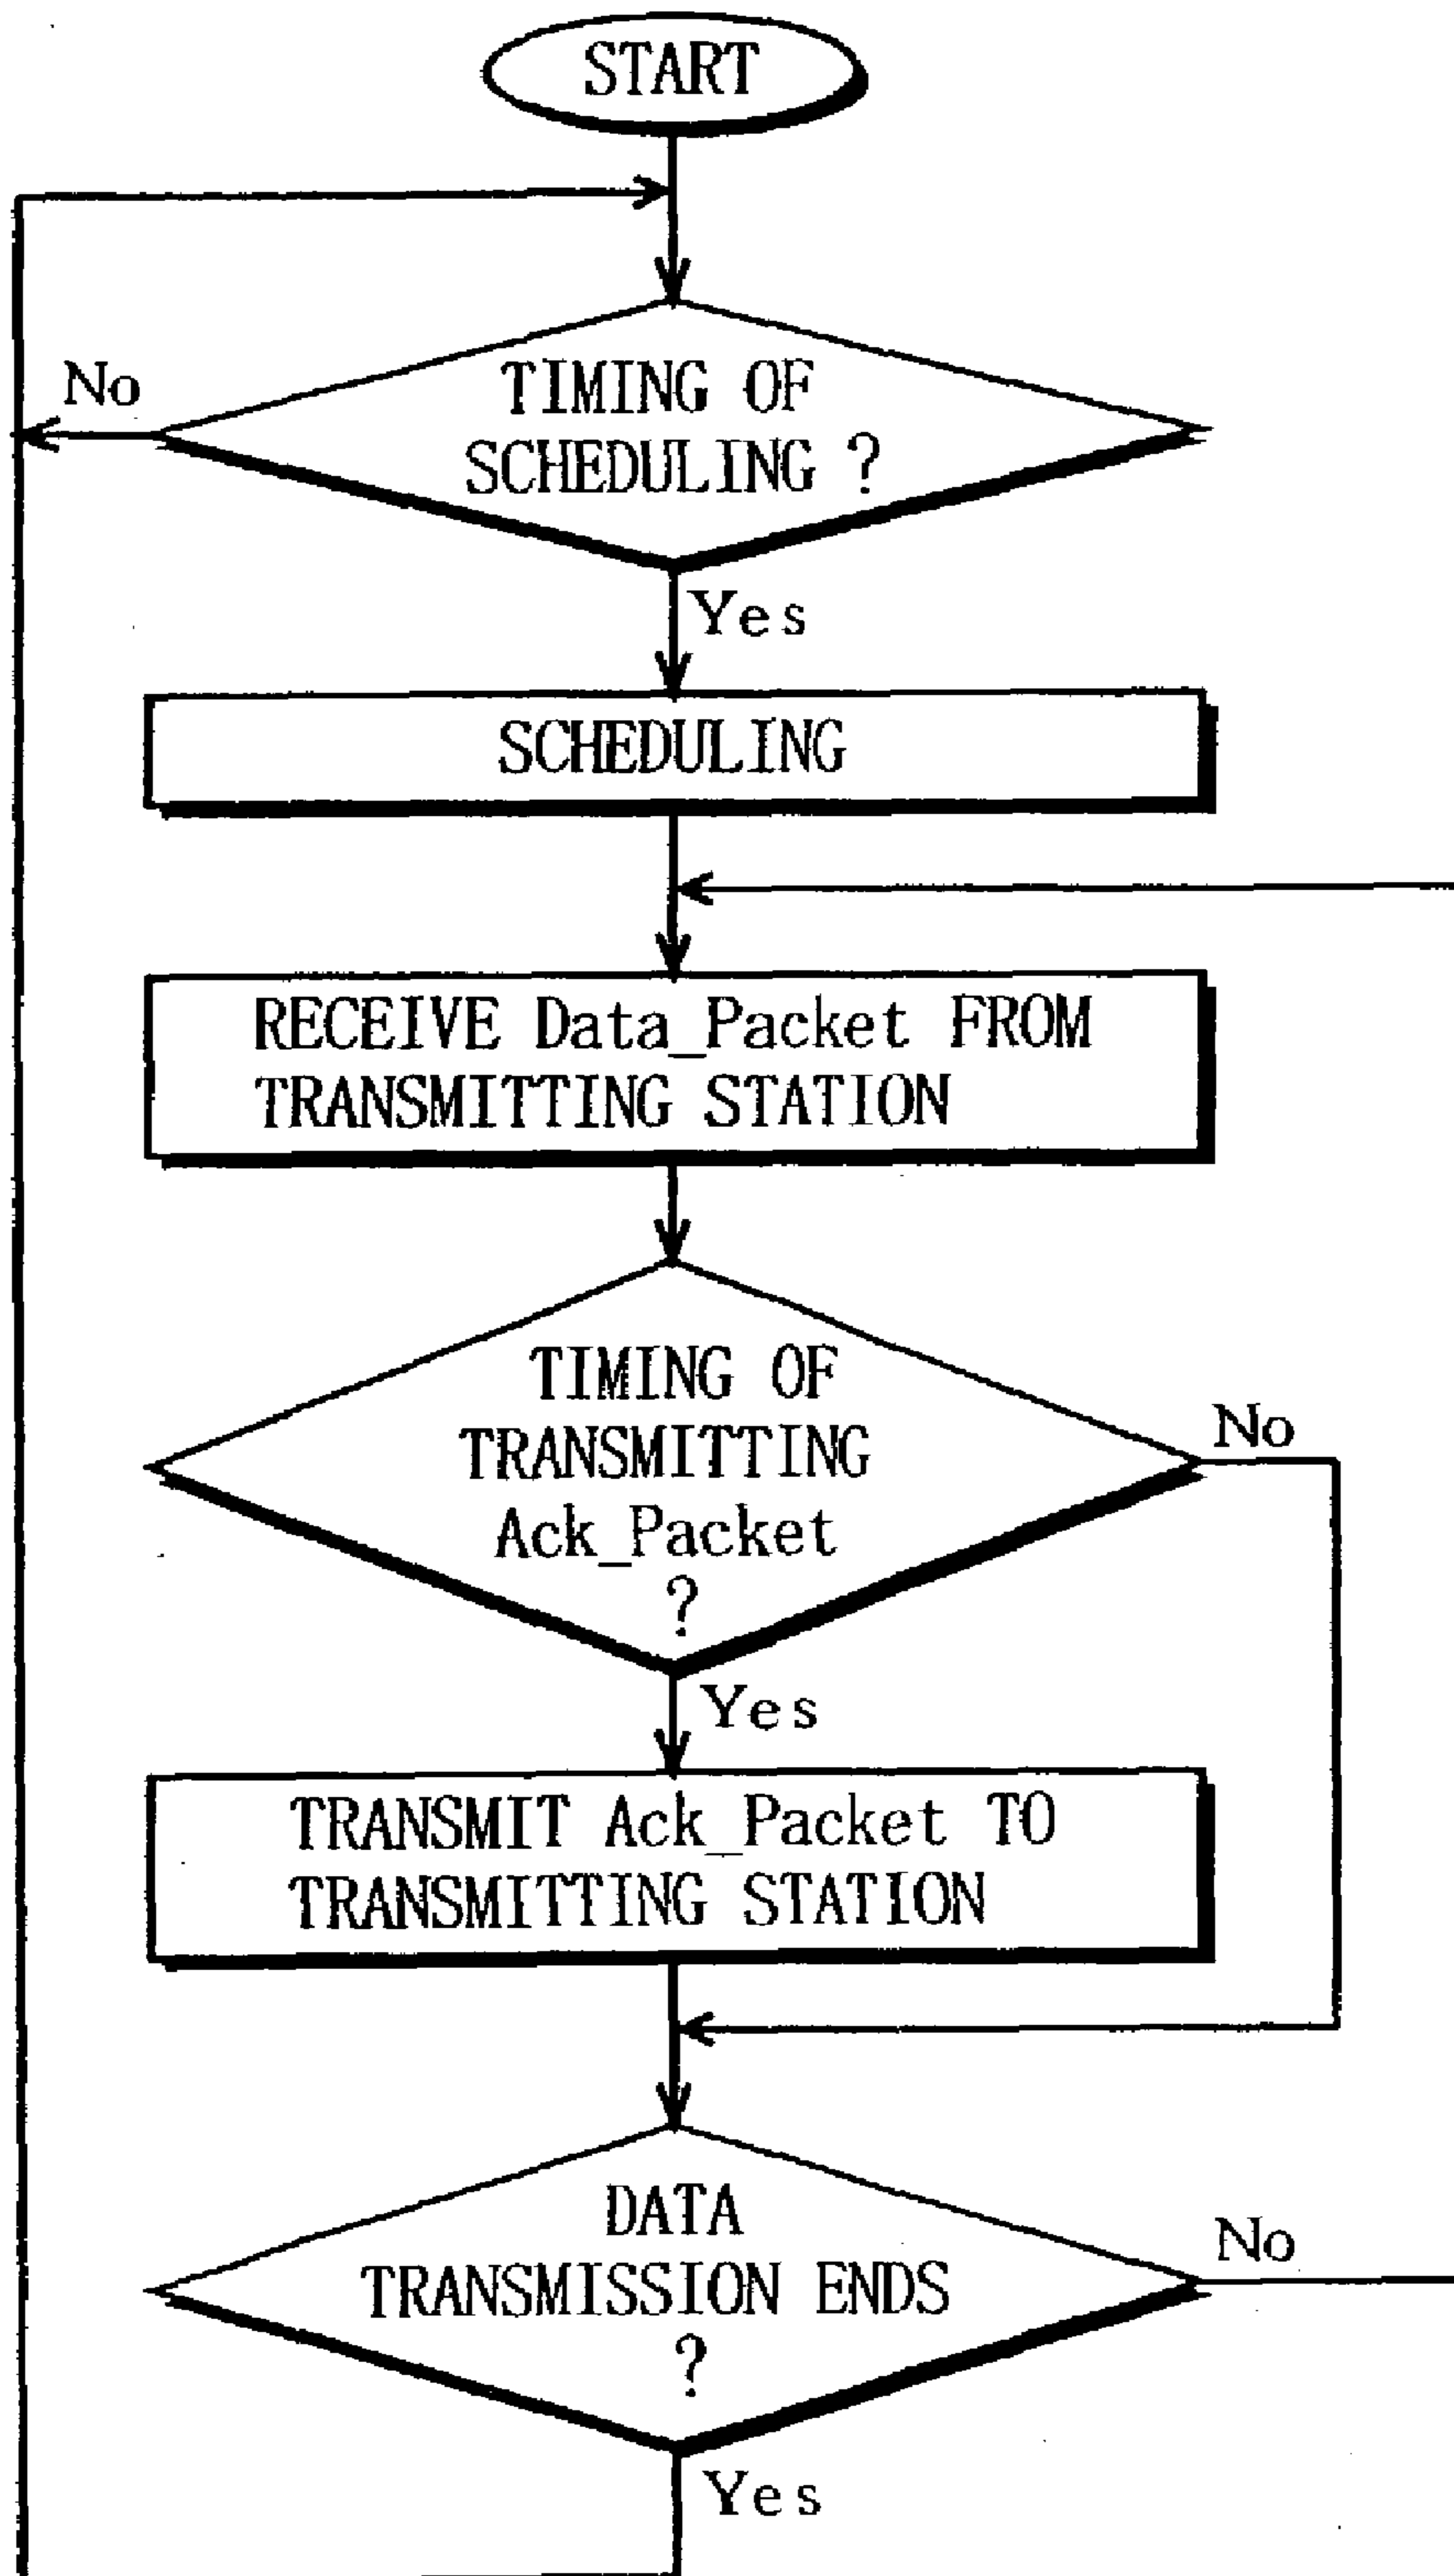 START
No
TIMING OF
SCHEDULING ?
Yes
SCHEDULING
RECEIVE Data_Packet FROM
TRANSMITTING STATION
TIMING OF
TRANSMITTING
Ack_Packet
?
No
Yes
TRANSMIT Ack_Packet TO
TRANSMITTING STATION
DATA
TRANSMISSION ENDS
?
No
Yes